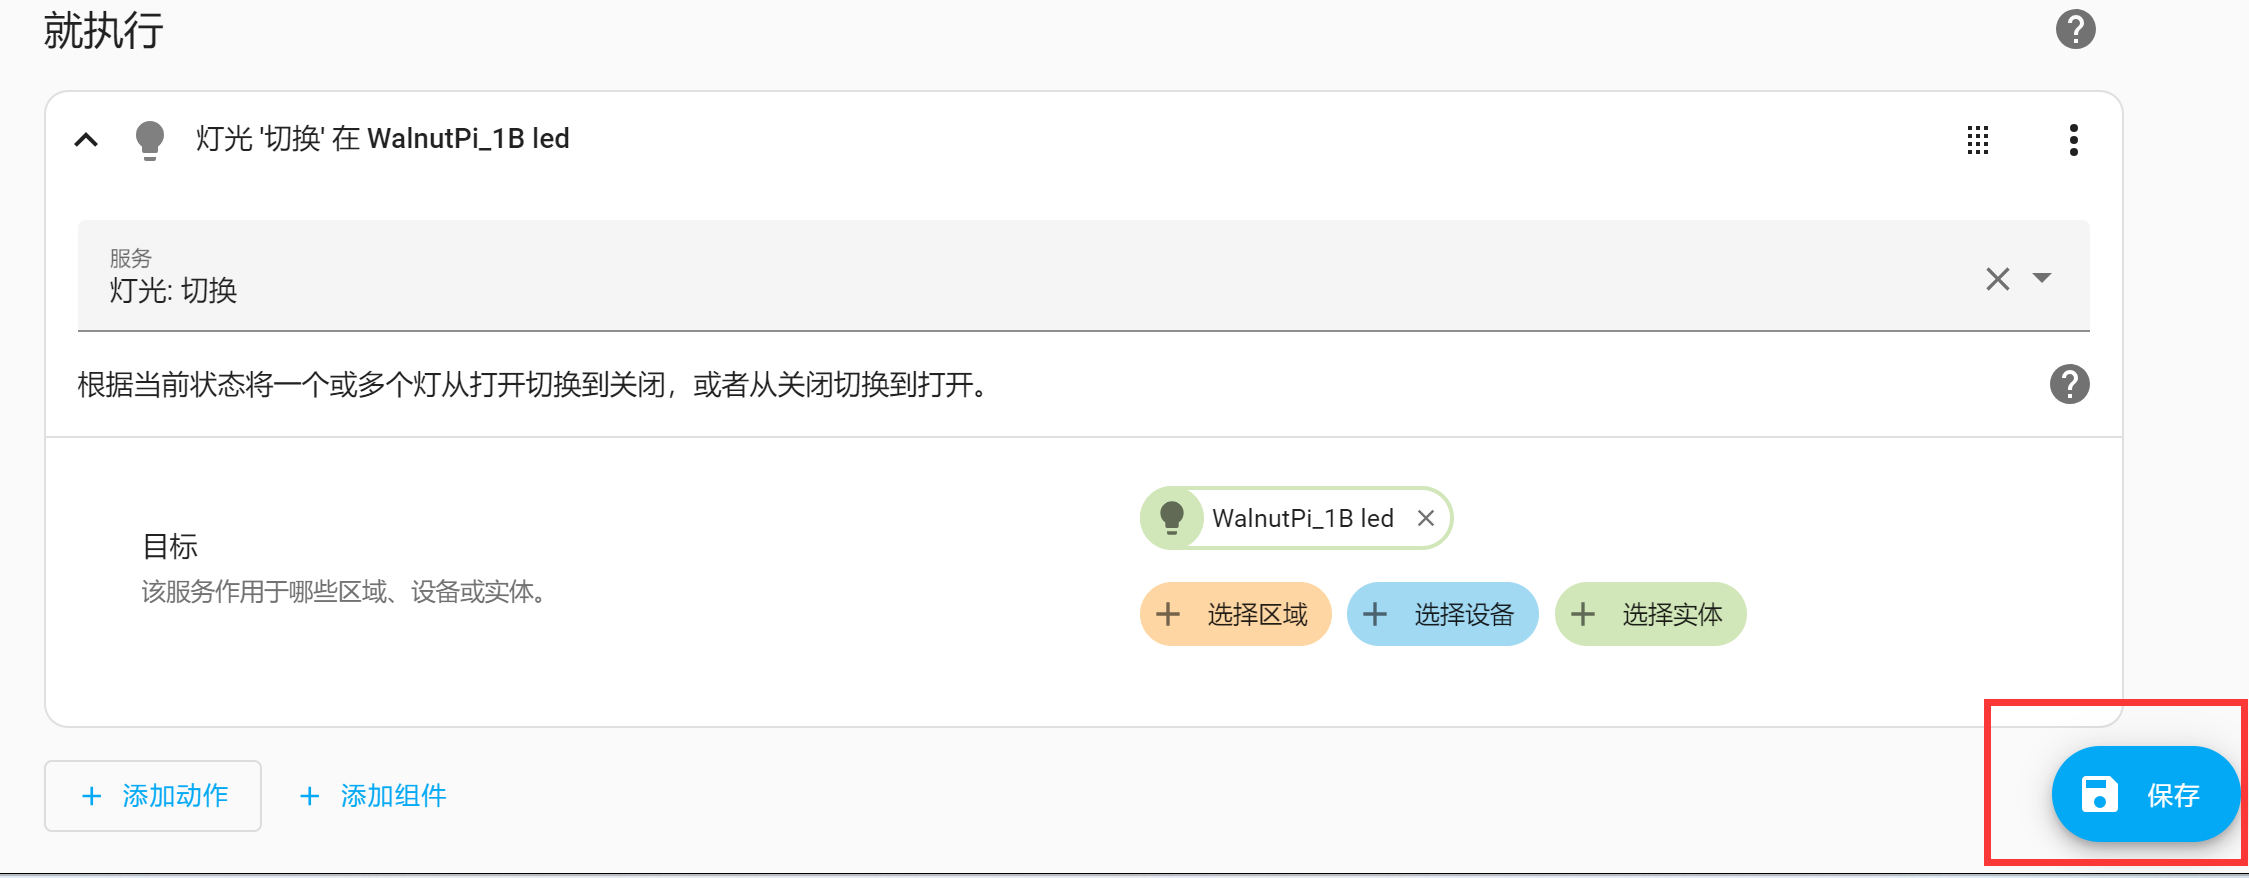 就执行
灯光 '切换' 在 WalnutPi_1B led
服务
灯光: 切换
根据当前状态将一个或多个灯从打开切换到关闭，或者从关闭切换到打开。
WalnutPi_1B led
目标
该服务作用于哪些区域、设备或实体。
选择区域 选择设备 选择实体
添加动作 添加组件
保存